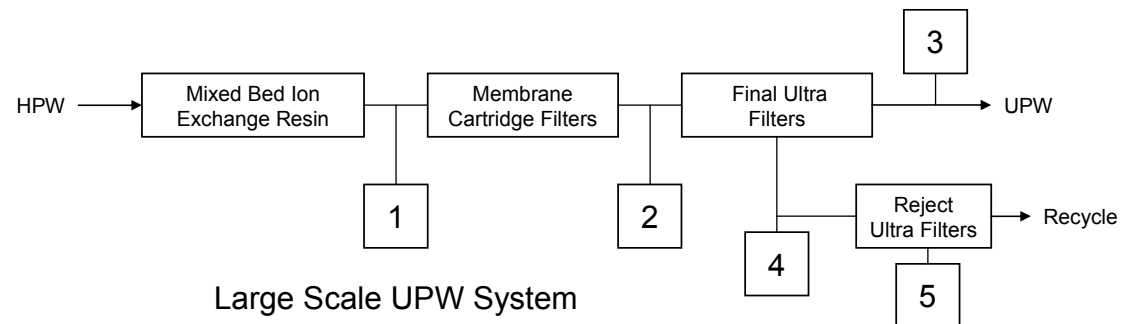 3
HPW
Mixed Bed Ion
Exchange Resin
Membrane
Cartridge Filters
Final Ultra
Filters
UPW
1
2
4
Reject
Ultra Filters
Recycle
5
Large Scale UPW System